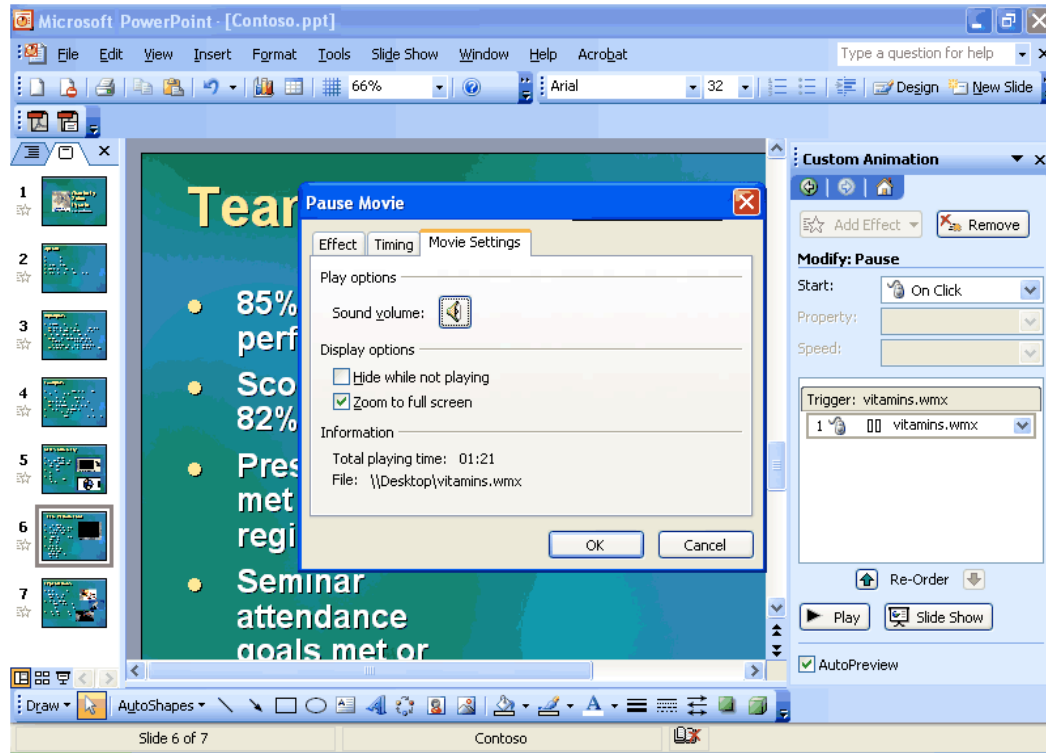 Microsoft PowerPoint - [Contoso.ppt]
File Edit View Insert Format Tools Slide Show Window Help Acrobat Type a question for help
66% Arial 32 Design New Slide
1
2
3
4
5
6
7
Tear
85%
perf
Sco
82%
Pres
met
regi
Seminar
attendance
goals met or
Pause Movie
Effect Timing Movie Settings
Play options
Sound volume:
Display options
Hide while not playing
Zoom to full screen
Information
Total playing time: 01:21
File: \\Desktop\vitamins.wmx
OK Cancel
Custom Animation
Add Effect Remove
Modify: Pause
Start: On Click
Property:
Speed:
Trigger: vitamins.wmx
1 vitamins.wmx
Re-Order
Play Slide Show
AutoPreview
Draw AutoShapes
Slide 6 of 7 Contoso